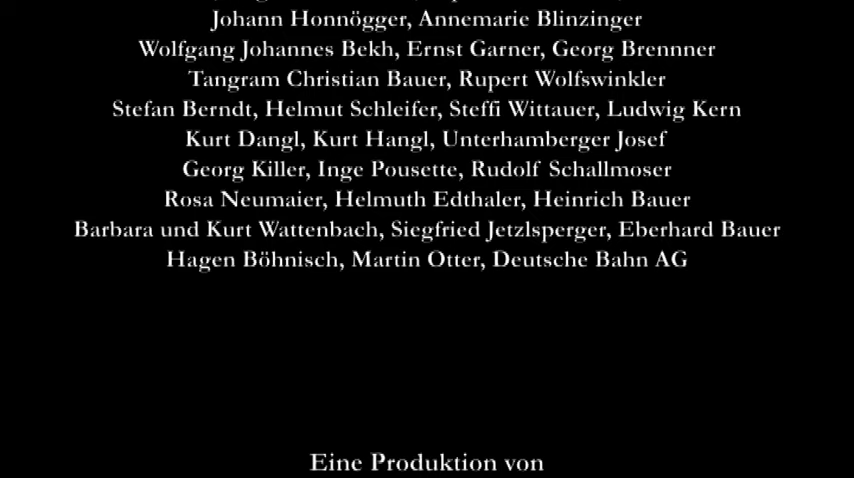 Johann Honnögger, Annemarie Blinzinger
Wolfgang Johannes Bekh, Ernst Garner, Georg Brennner
Tangram Christian Bauer, Rupert Wolfswinkler
Stefan Berndt, Helmut Schleifer, Steffi Wittauer, Ludwig Kern
Kurt Dangl, Kurt Hangl, Unterhamberger Josef
Georg Killer, Inge Pousette, Rudolf Schallmoser
Rosa Neumaier, Helmuth Edthaler, Heinrich Bauer
Barbara und Kurt Wattenbach, Siegfried Jetzlsperger, Eberhard Bauer
Hagen Böhnisch, Martin Otter, Deutsche Bahn AG
Eine Produktion von